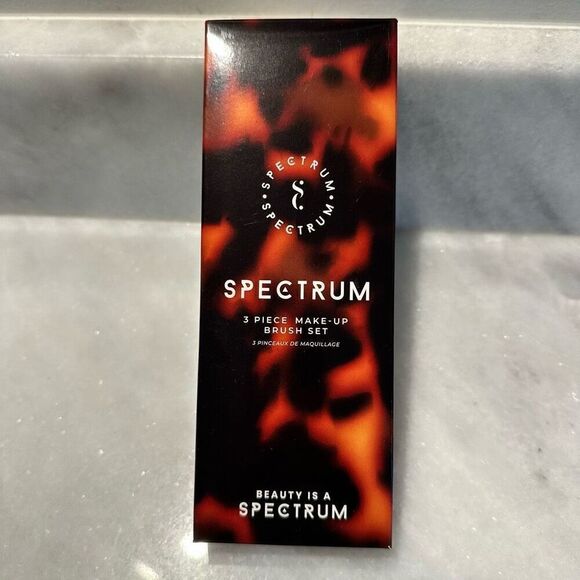 • SPECTRUM •
SPECTRUM
S
SPECTRUM
3 PIECE MAKE-UP
BRUSH SET
3 PINCEAUX DE MAQUILLAGE
BEAUTY IS A
SPECTRUM